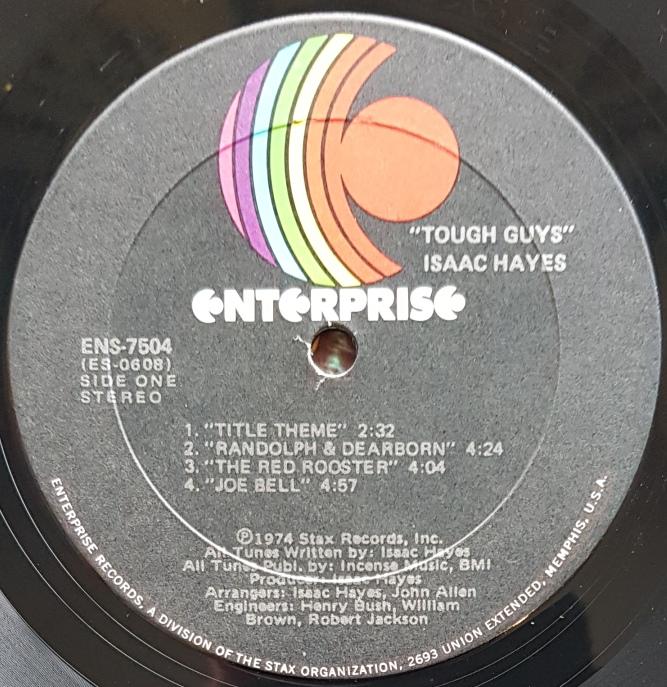 "TOUGH GUYS"
ISAAC HAYES
ENTERPRISE
ENS-7504
(ES-0608)
SIDE ONE
STEREO
1. "TITLE THEME" 2:32
2. "RANDOLPH & DEARBORN" 4:24
3. "THE RED ROOSTER" 4:04
4. "JOE BELL" 4:57
Ⓟ1974 Stax Records, Inc.
All Tunes Written by: Isaac Hayes
All Tunes Publ. by: Incense Music, BMI
Producer: Isaac Hayes
Arrangers: Isaac Hayes, John Allen
Engineers: Henry Bush, William
Brown, Robert Jackson
ENTERPRISE RECORDS, A DIVISION OF THE STAX ORGANIZATION, 2693 UNION EXTENDED, MEMPHIS, U.S.A.